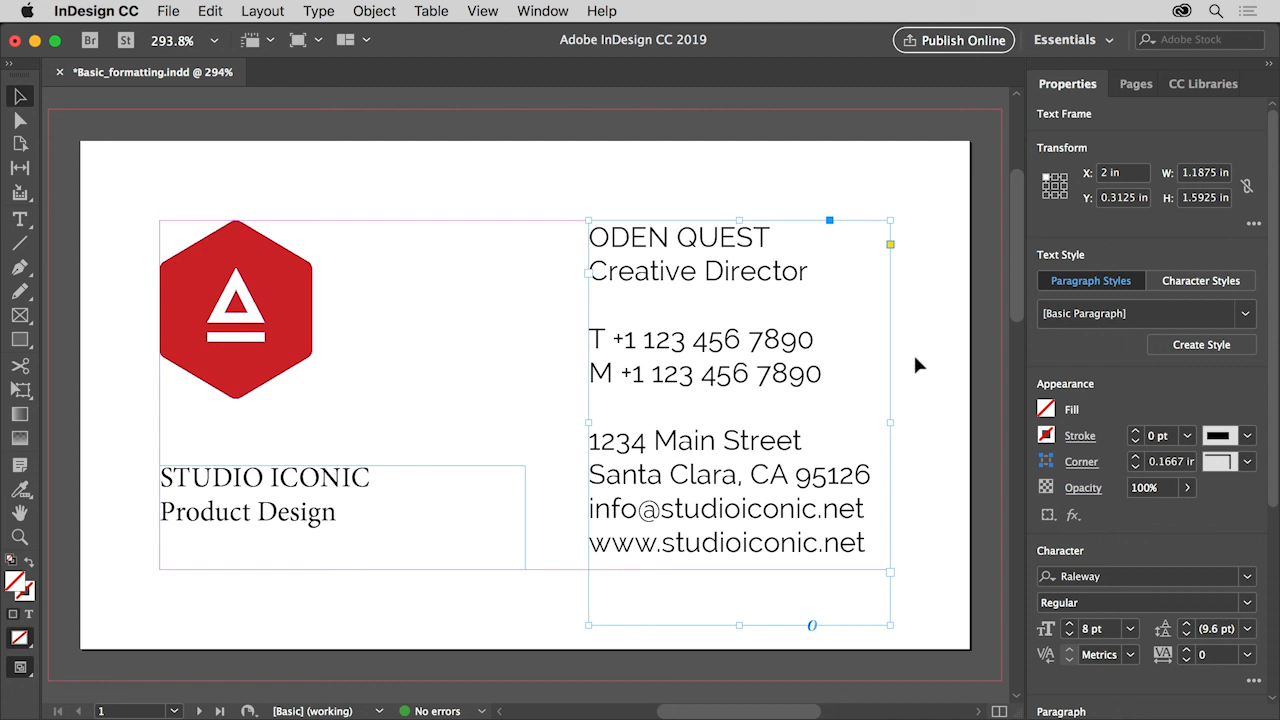 InDesign CC File Edit Layout Type Object Table View Window Help
Br St 293.8% Adobe InDesign CC 2019 Publish Online Essentials Adobe Stock
*Basic_formatting.indd @ 294%
Properties Pages CC Libraries
Text Frame
Transform
X: 2 in W: 1.1875 in
Y: 0.3125 in H: 1.5925 in
Text Style
Paragraph Styles Character Styles
[Basic Paragraph]
Create Style
Appearance
Fill
Stroke 0 pt
Corner 0.1667 in
Opacity 100%
fx.
Character
Raleway
Regular
8 pt (9.6 pt)
Metrics 0
Paragraph
ODEN QUEST
Creative Director
T +1 123 456 7890
M +1 123 456 7890
1234 Main Street
Santa Clara, CA 95126
info@studioiconic.net
www.studioiconic.net
STUDIO ICONIC
Product Design
1 [Basic] (working) No errors